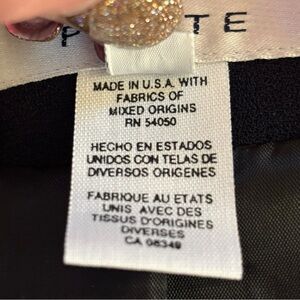 P TE
MADE IN U.S.A. WITH
FABRICS OF
MIXED ORIGINS
RN 54050
HECHO EN ESTADOS
UNIDOS CON TELAS DE
DIVERSOS ORIGENES
FABRIQUE AU ETATS
UNIS AVEC DES
TISSUS D'ORIGINES
DIVERSES
CA 08349